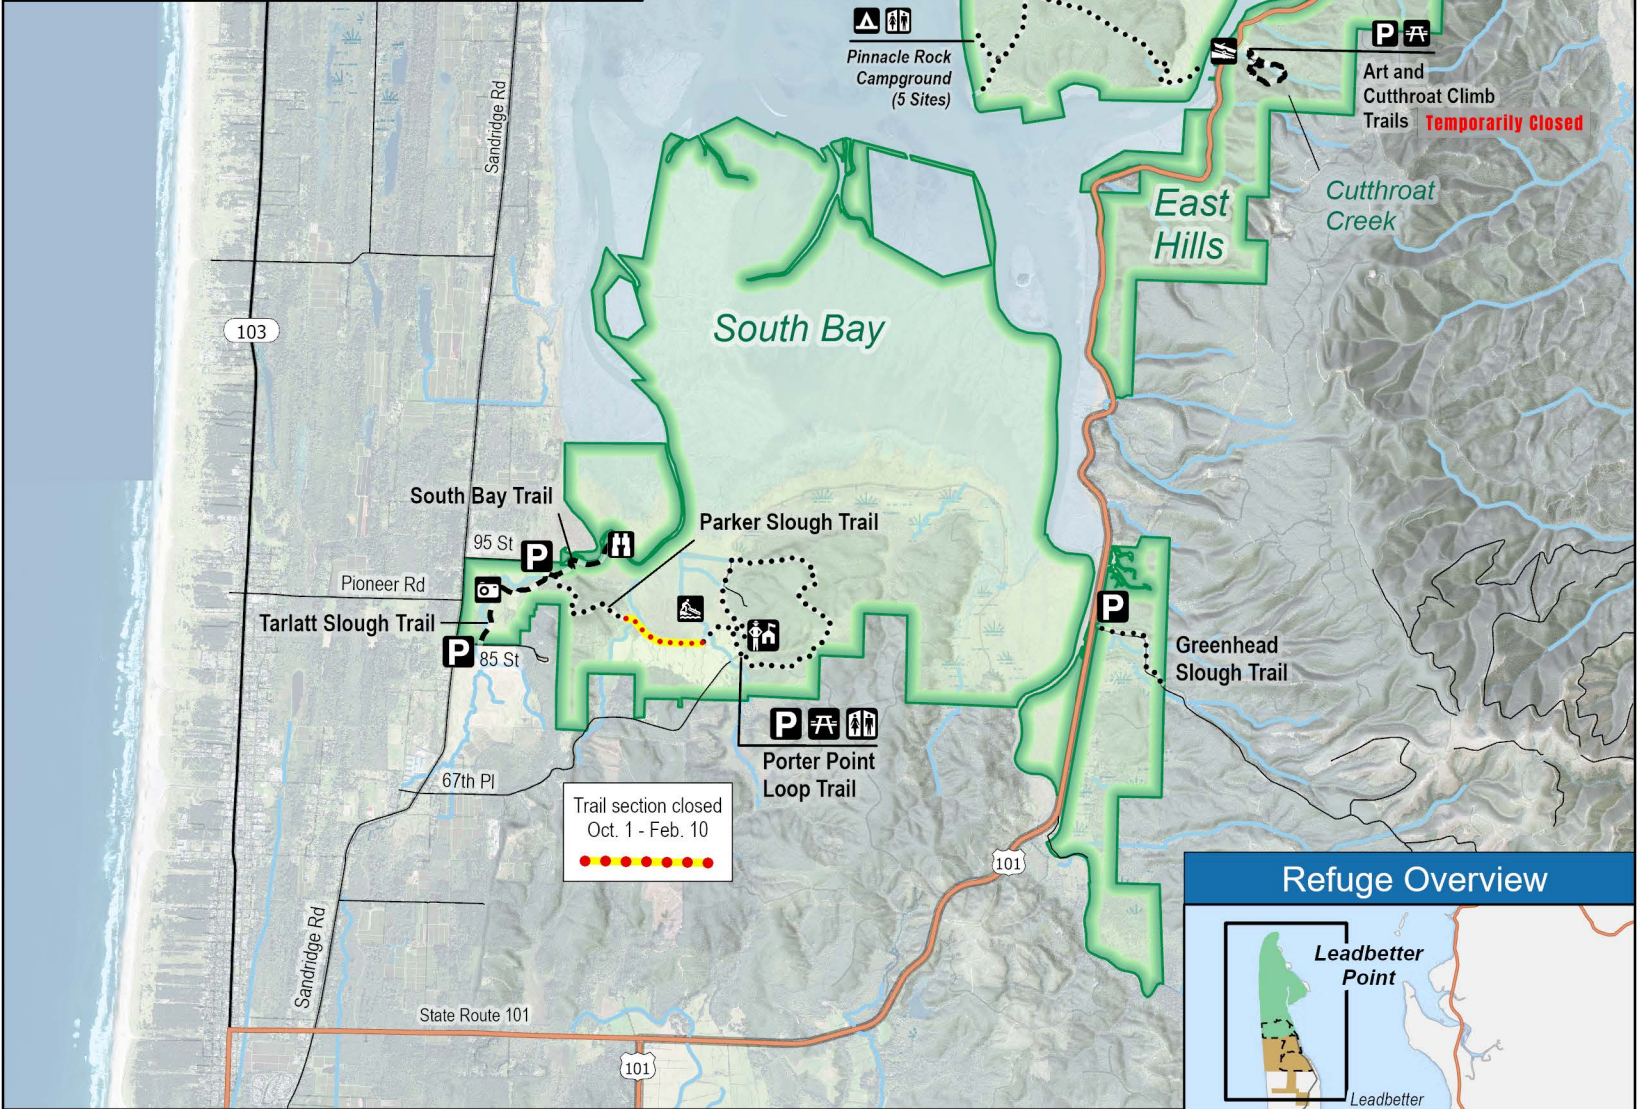 Pinnacle Rock
Campground
(5 Sites)
P
Art and
Cutthroat Climb
Trails Temporarily Closed
Sandridge Rd
East
Hills
Cutthroat
Creek
103
South Bay
South Bay Trail
Parker Slough Trail
95 St
P
Pioneer Rd
Tarlatt Slough Trail
P
85 St
P
Greenhead
Slough Trail
P
Porter Point
Loop Trail
67th Pl
Trail section closed
Oct. 1 - Feb. 10
101
Refuge Overview
Sandridge Rd
Leadbetter
Point
State Route 101
101
Leadbetter